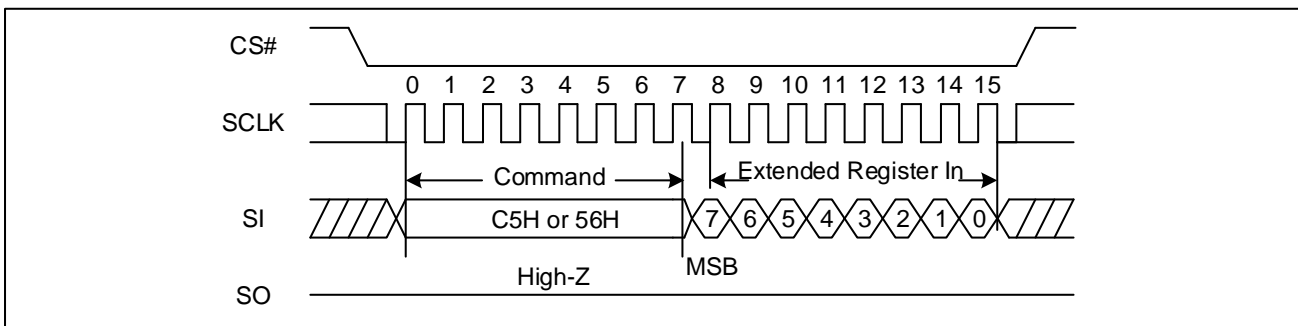 CS#
0 1 2 3 4 5 6 7 8 9 10 11 12 13 14 15
SCLK
Command Extended Register In
SI C5H or 56H 7 6 5 4 3 2 1 0
High-Z MSB
SO